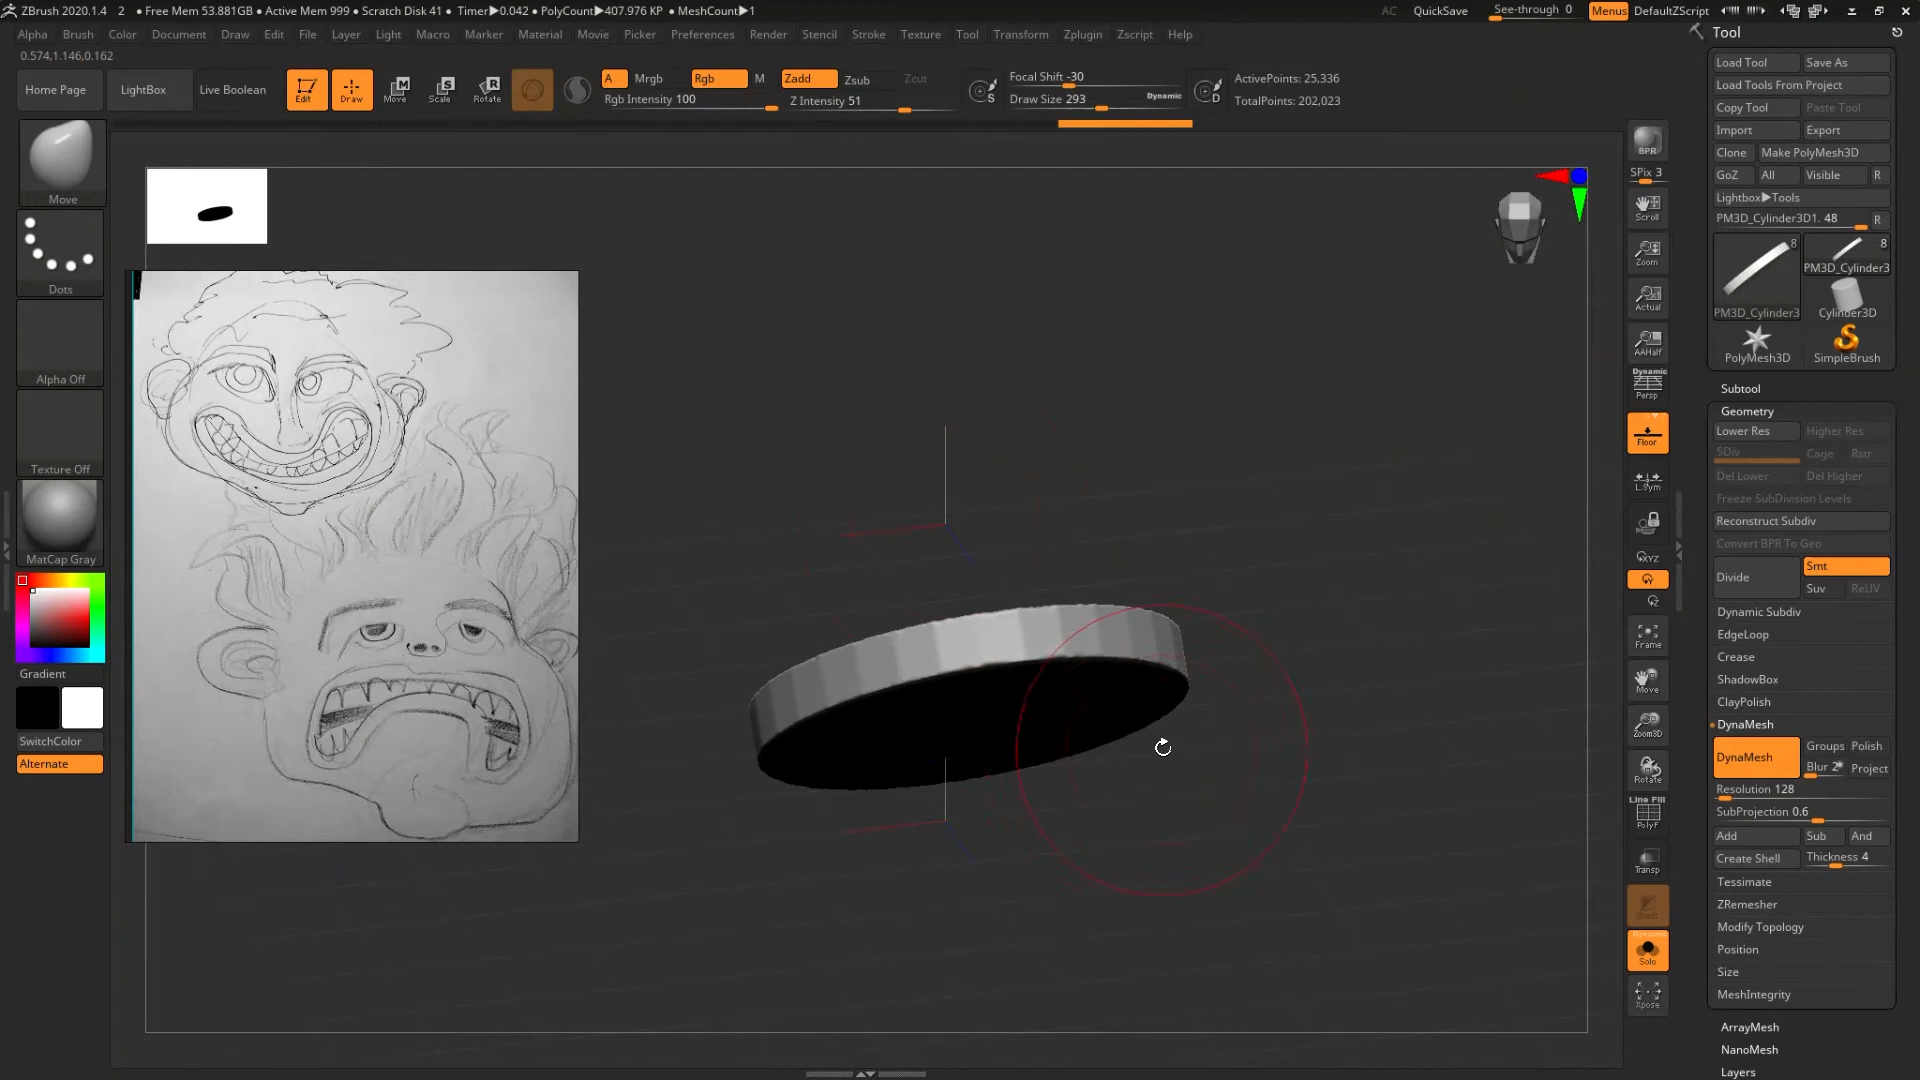 ZBrush 2020.1.4 2 • Free Mem 53.881GB • Active Mem 999 • Scratch Disk 41 • Timer▶0.042 • PolyCount▶407.976 KP • MeshCount▶1 AC QuickSave See-through 0 Menus DefaultZScript
Alpha Brush Color Document Draw Edit File Layer Light Macro Marker Material Movie Picker Preferences Render Stencil Stroke Texture Tool Transform Zplugin Zscript Help
0.574,1.146,0.162
Home Page LightBox Live Boolean Edit Draw Move Scale Rotate
A Mrgb Rgb M Zadd Zsub Zcut
Rgb Intensity 100 Z Intensity 51
S Focal Shift -30
Draw Size 293 Dynamic D
ActivePoints: 25,336
TotalPoints: 202,023
Move
Dots
Alpha Off
Texture Off
MatCap Gray
Gradient
SwitchColor
Alternate
BPR
SPix 3
Scroll
Zoom
Actual
AAHalf
Dynamic
Persp
Floor
L.Sym
XYZ
Frame
Move
Zoom3D
Rotate
Line Fill
PolyF
Transp
Ghost
Dynamic
Solo
Xpose
Tool
Load Tool Save As
Load Tools From Project
Copy Tool Paste Tool
Import Export
Clone Make PolyMesh3D
GoZ All Visible R
Lightbox▶Tools
PM3D_Cylinder3D1. 48 R
8 8
PM3D_Cylinder3
PM3D_Cylinder3 Cylinder3D
PolyMesh3D SimpleBrush
Subtool
Geometry
Lower Res Higher Res
SDiv Cage Rstr
Del Lower Del Higher
Freeze SubDivision Levels
Reconstruct Subdiv
Convert BPR To Geo
Divide Smt
Suv ReUV
Dynamic Subdiv
EdgeLoop
Crease
ShadowBox
ClayPolish
DynaMesh
DynaMesh Groups Polish
Blur 2 Project
Resolution 128
SubProjection 0.6
Add Sub And
Create Shell Thickness 4
Tessimate
ZRemesher
Modify Topology
Position
Size
MeshIntegrity
ArrayMesh
NanoMesh
Layers